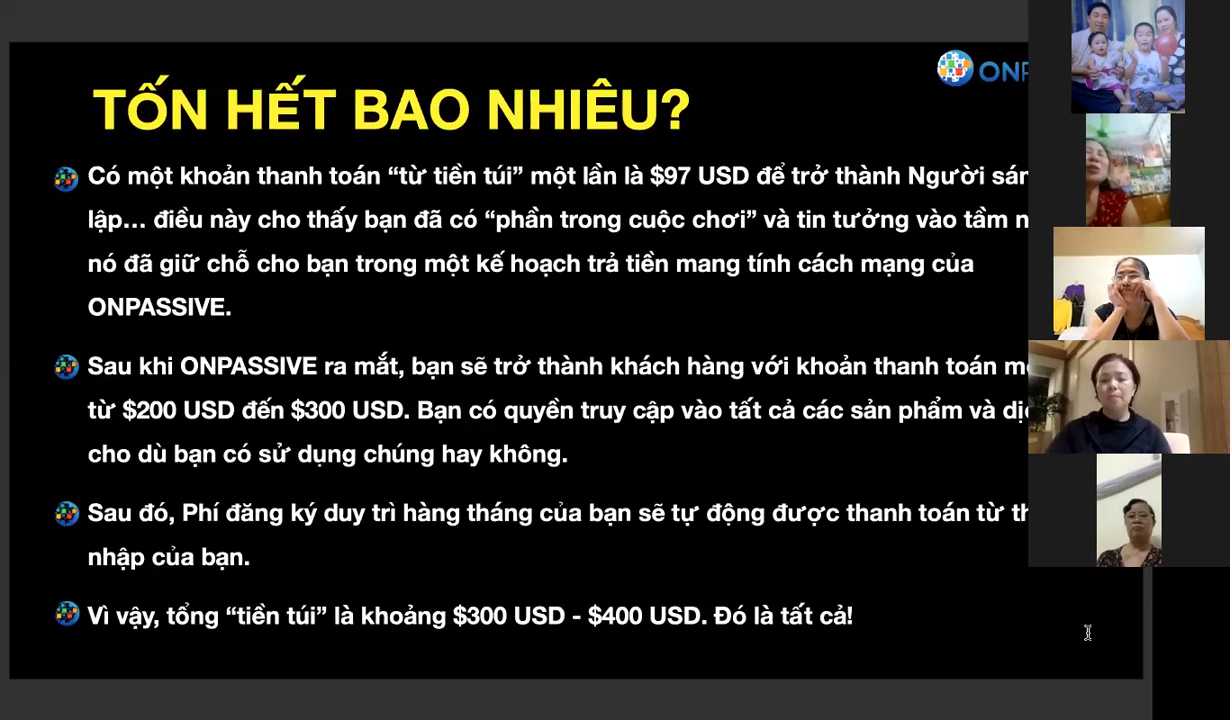 ONP
TỐN HẾT BAO NHIÊU?
Có một khoản thanh toán “từ tiền túi” một lần là $97 USD để trở thành Người
lập... điều này cho thấy bạn đã có “phần trong cuộc chơi” và tin tưởng vào tầm
nó đã giữ chỗ cho bạn trong một kế hoạch trả tiền mang tính cách mạng của
ONPASSIVE.
Sau khi ONPASSIVE ra mắt, bạn sẽ trở thành khách hàng với khoản thanh toán
từ $200 USD đến $300 USD. Bạn có quyền truy cập vào tất cả các sản phẩm và
cho dù bạn có sử dụng chúng hay không.
Sau đó, Phí đăng ký duy trì hàng tháng của bạn sẽ tự động được thanh toán từ
nhập của bạn.
Vì vậy, tổng “tiền túi” là khoảng $300 USD - $400 USD. Đó là tất cả!